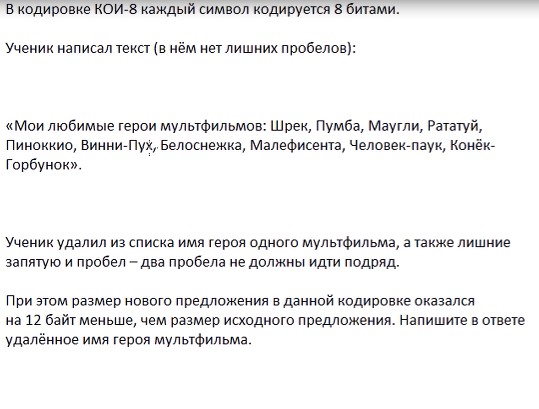 В кодировке КОИ-8 каждый символ кодируется 8 битами.
Ученик написал текст (в нём нет лишних пробелов):
«Мои любимые герои мультфильмов: Шрек, Пумба, Маугли, Рататуй,
Пиноккио, Винни-Пух, Белоснежка, Малефисента, Человек-паук, Конёк-
Горбунок».
Ученик удалил из списка имя героя одного мультфильма, а также лишние
запятую и пробел – два пробела не должны идти подряд.
При этом размер нового предложения в данной кодировке оказался
на 12 байт меньше, чем размер исходного предложения. Напишите в ответе
удалённое имя героя мультфильма.